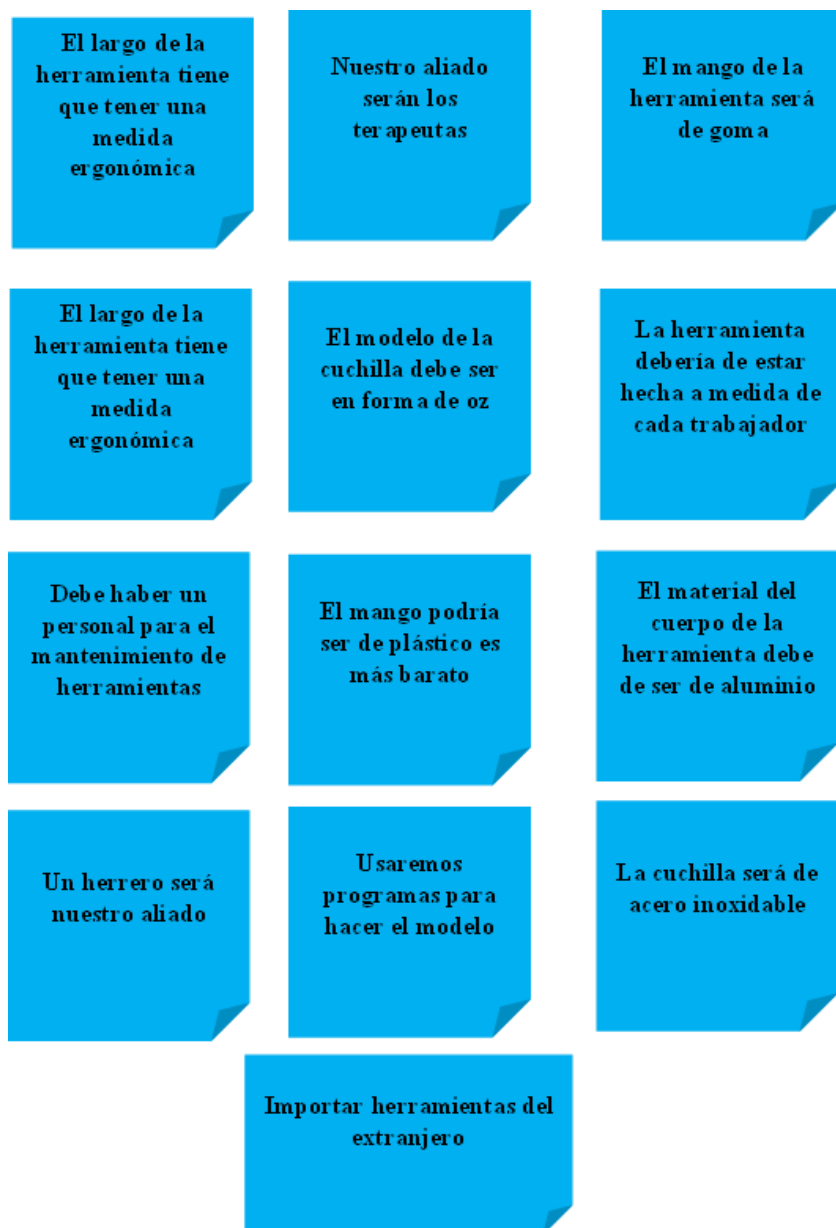 El largo de la
herramienta tiene
que tener una
medida
ergonómica
Nuestro aliado
serán los
terapeutas
El mango de la
herramienta será
de goma
El largo de la
herramienta tiene
que tener una
medida
ergonómica
El modelo de la
cuchilla debe ser
en forma de oz
La herramienta
debería de estar
hecha a medida de
cada trabajador
Debe haber un
personal para el
mantenimiento de
herramientas
El mango podría
ser de plástico es
más barato
El material del
cuerpo de la
herramienta debe
de ser de aluminio
Un herrero será
nuestro aliado
Usaremos
programas para
hacer el modelo
La cuchilla será de
acero inoxidable
Importar herramientas del
extranjero